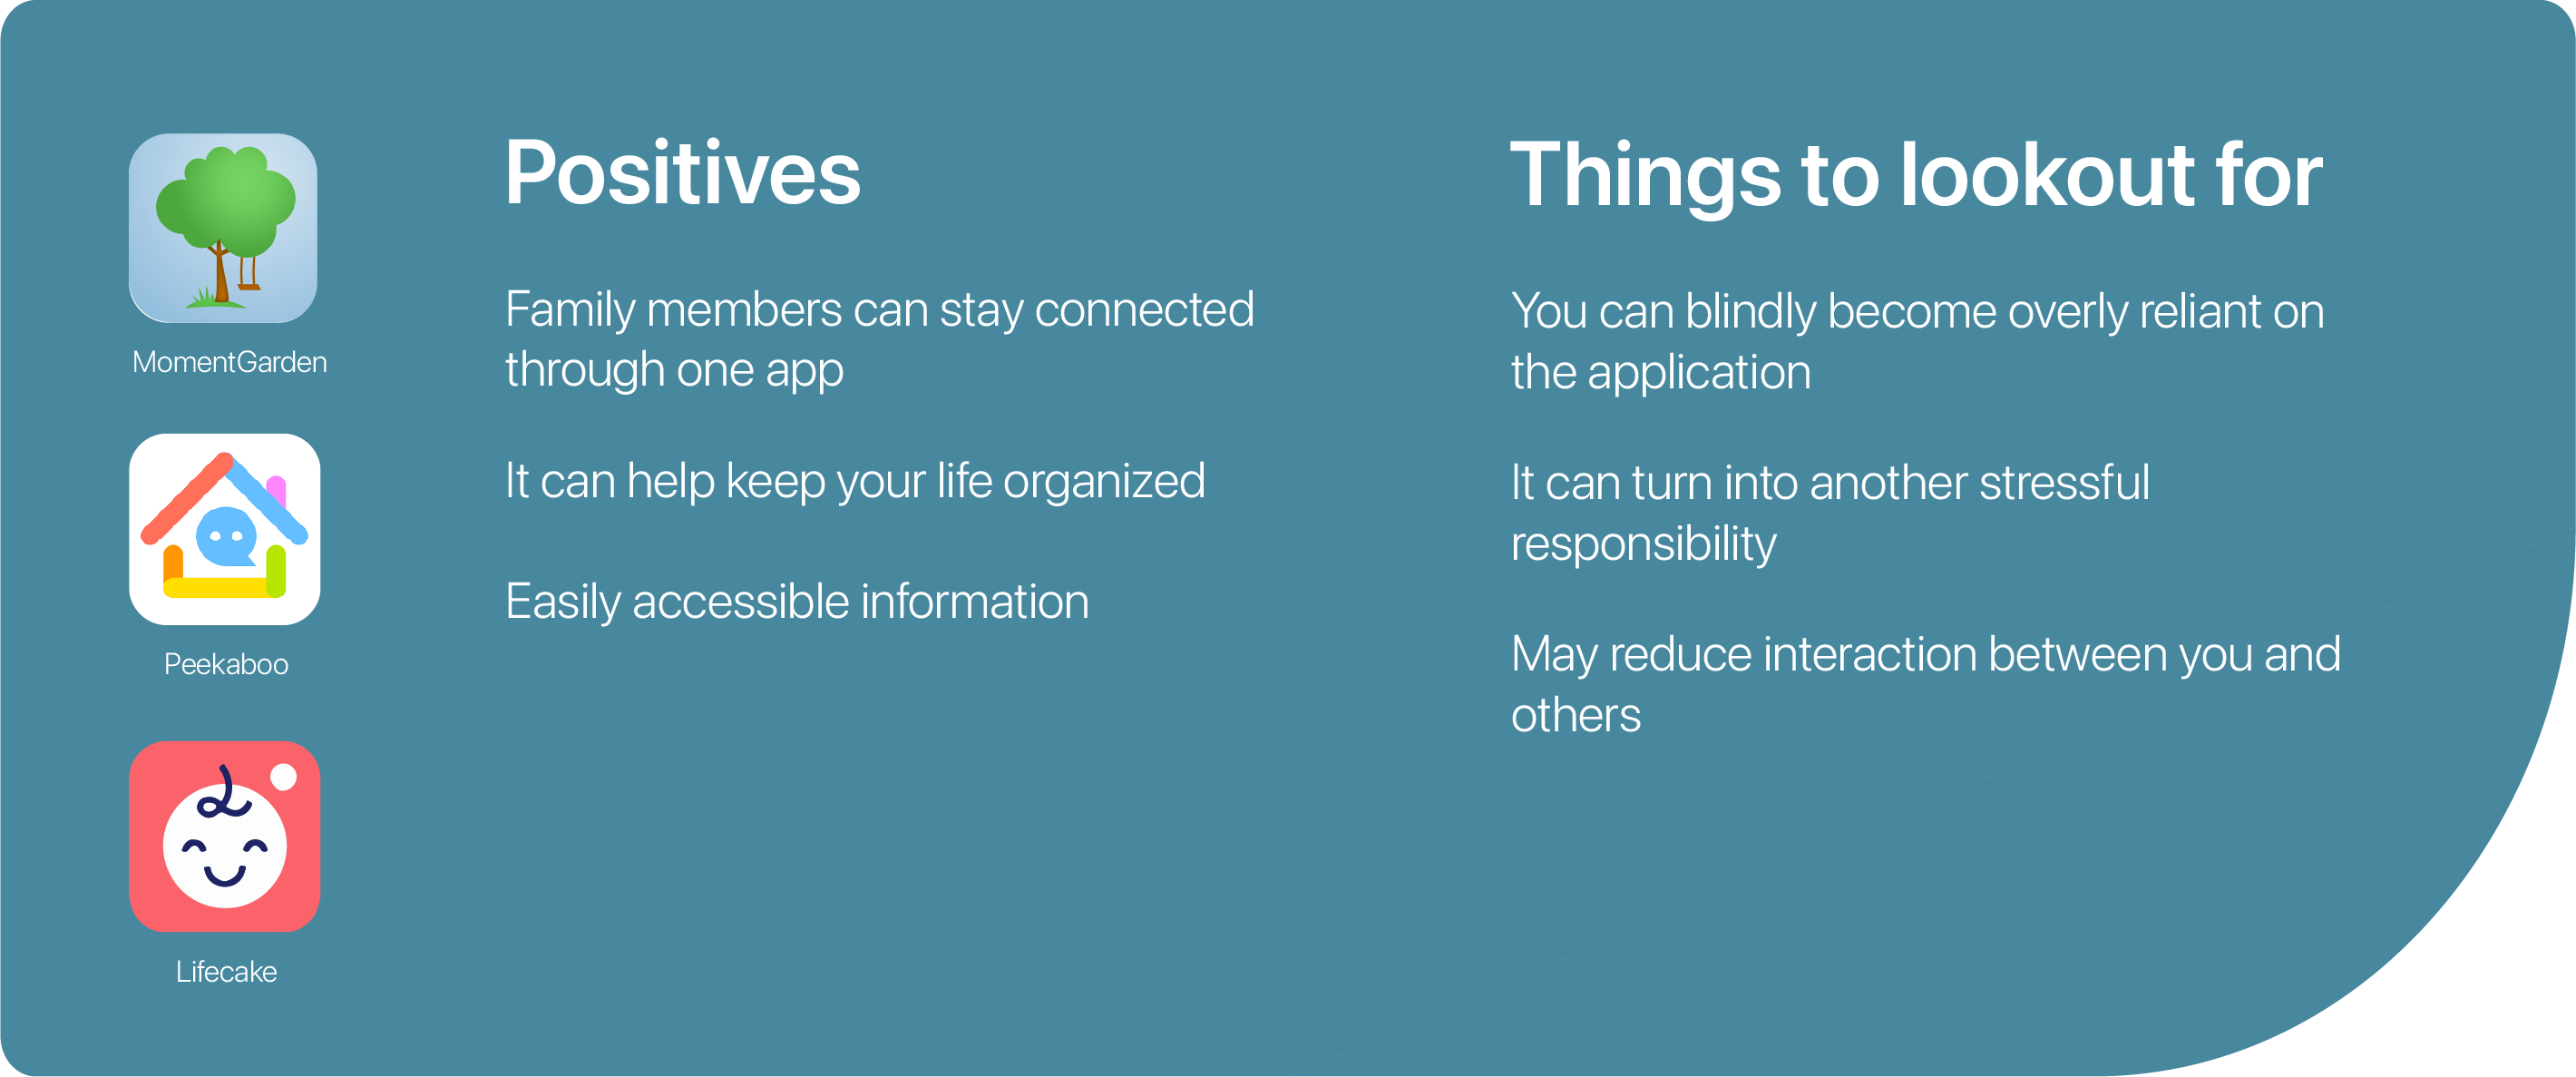 MomentGarden
Peekaboo
Lifecake
Positives
Family members can stay connected
through one app
It can help keep your life organized
Easily accessible information
Things to lookout for
You can blindly become overly reliant on
the application
It can turn into another stressful
responsibility
May reduce interaction between you and
others